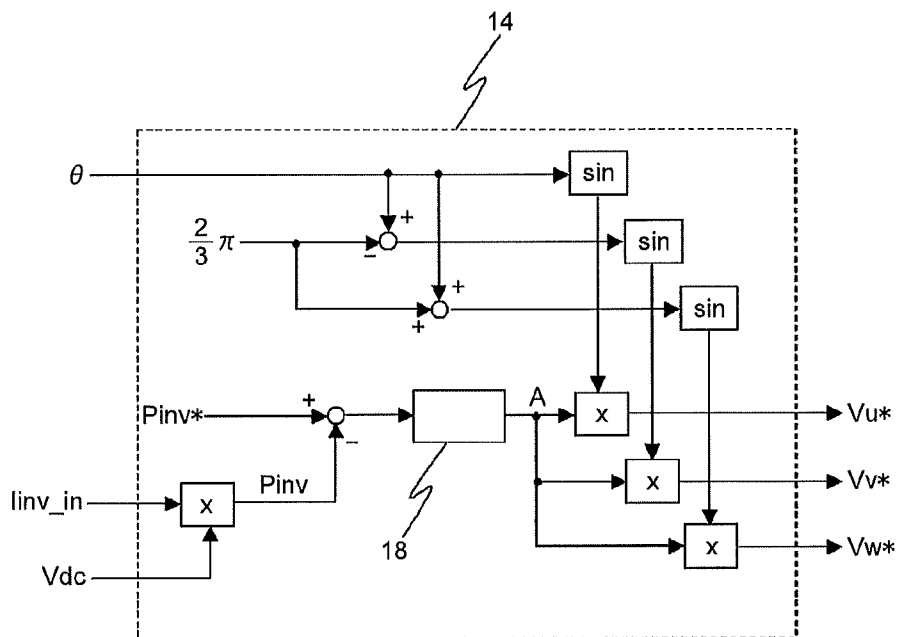 14
θ
sin
+
2/3 π
−
sin
+
+
sin
Pinv*
+
−
A
x
Vu*
Iinv_in
x
Pinv
x
Vv*
Vdc
18
x
Vw*